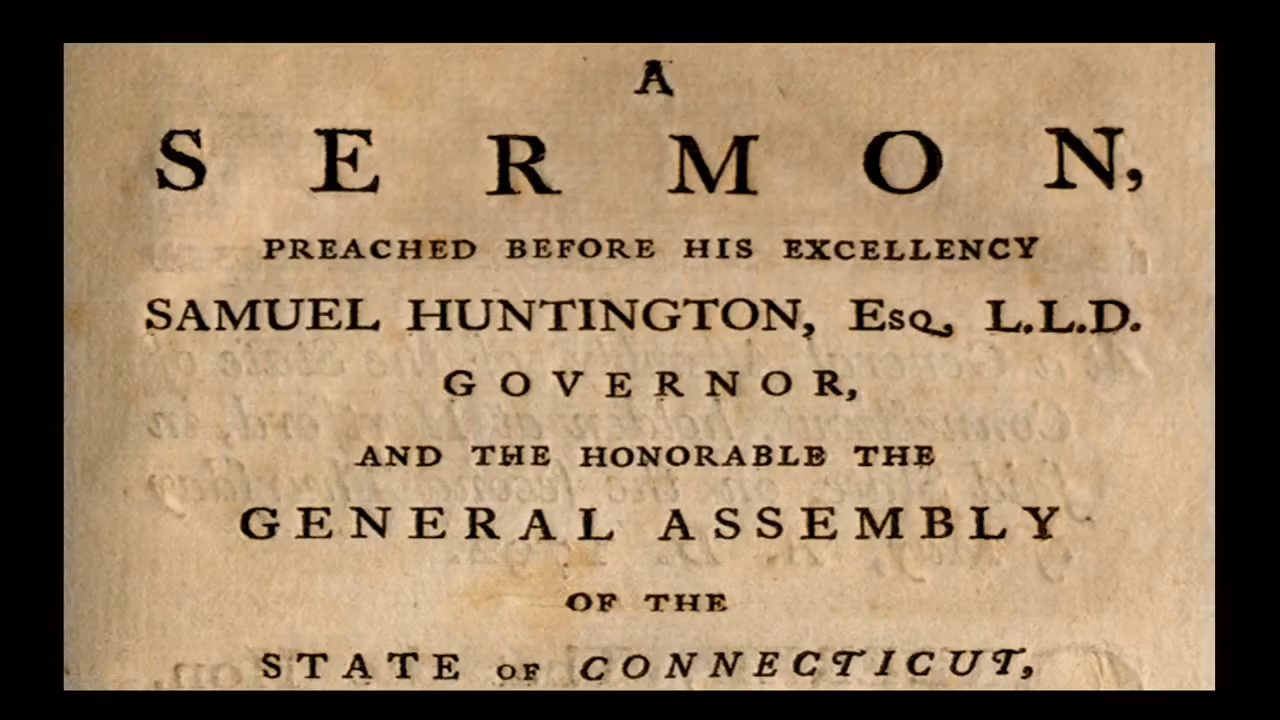 A
SERMON,
PREACHED BEFORE HIS EXCELLENCY
SAMUEL HUNTINGTON, Esq, L.L.D.
GOVERNOR,
AND THE HONORABLE THE
GENERAL ASSEMBLY
OF THE
STATE OF CONNECTICUT,